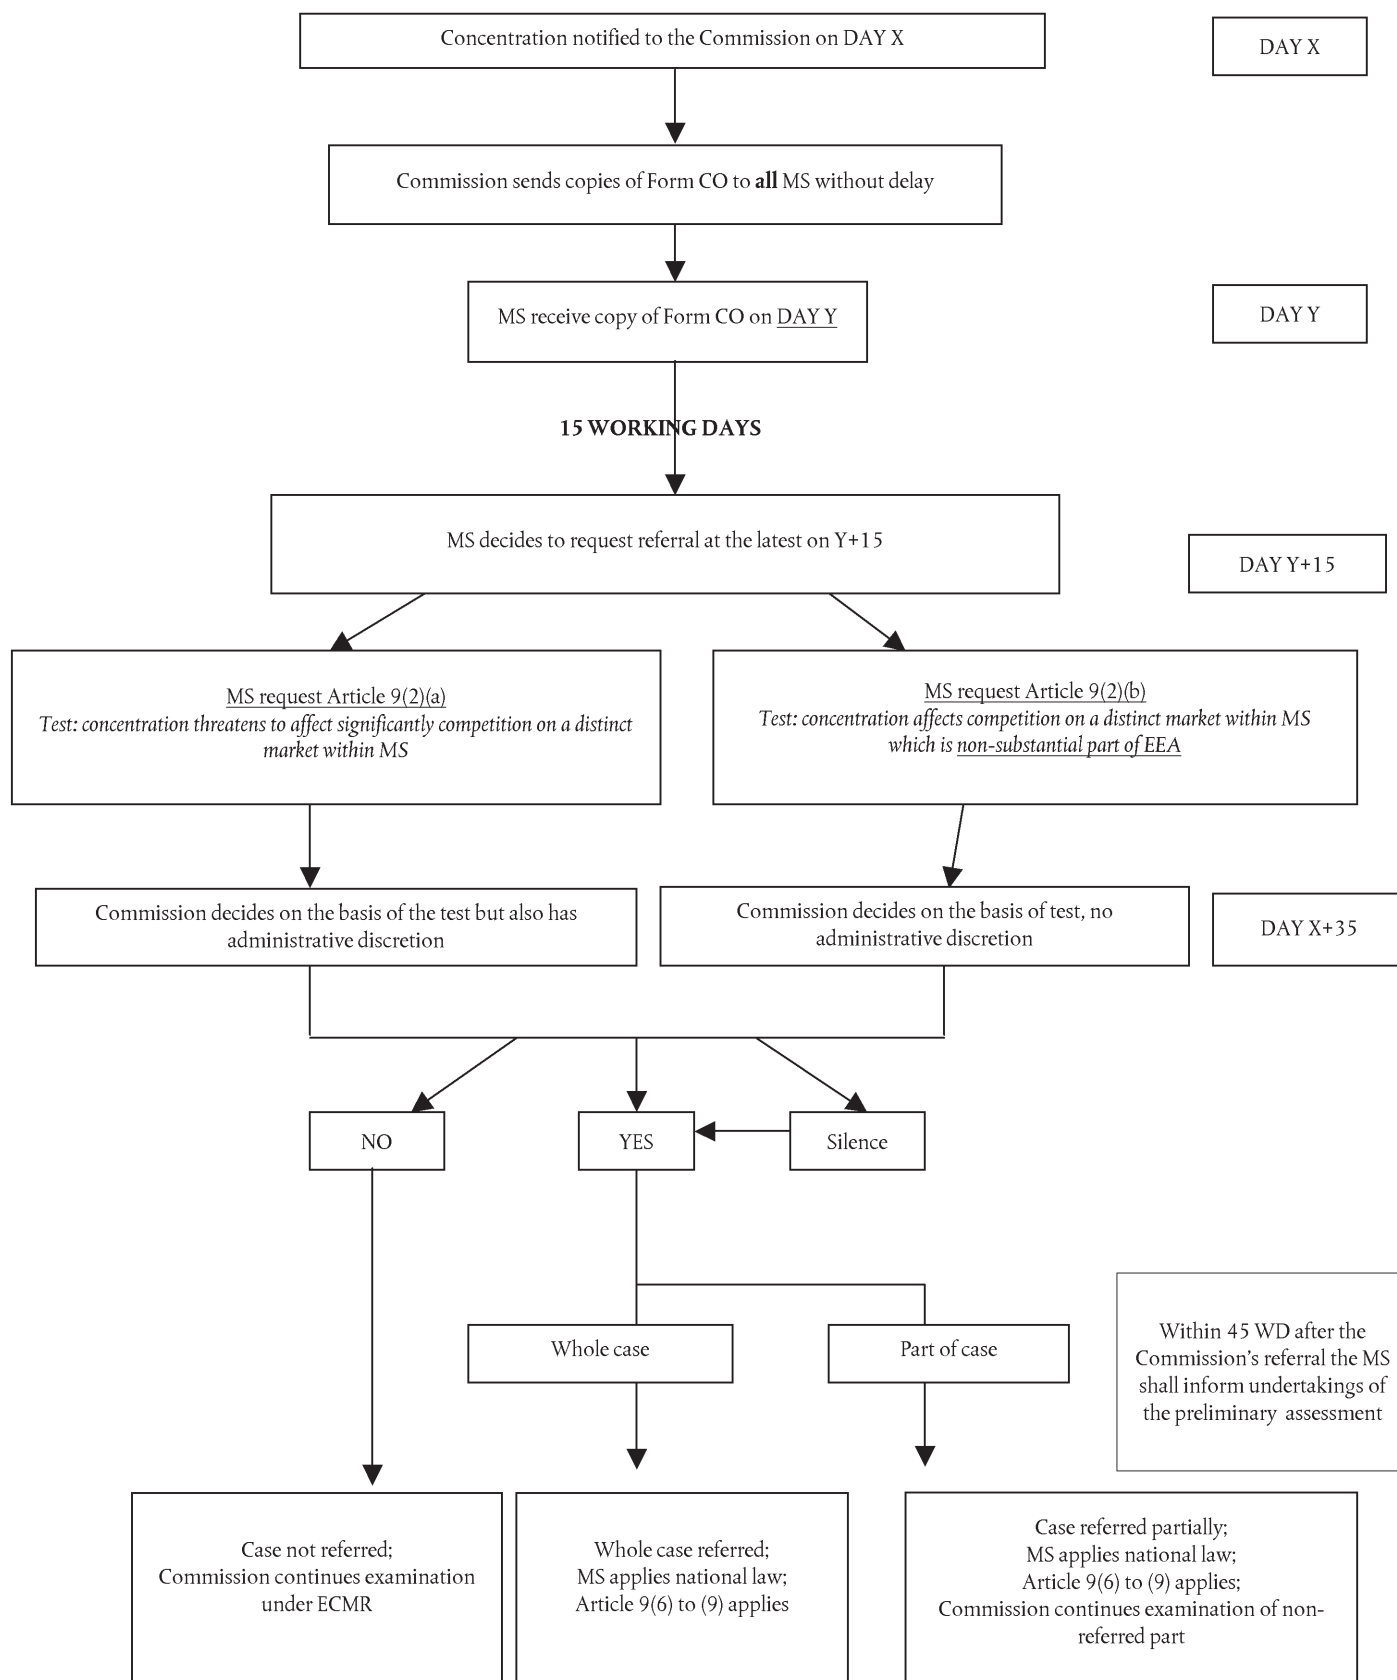 Concentration notified to the Commission on DAY X
DAY X
Commission sends copies of Form CO to all MS without delay
MS receive copy of Form CO on DAY Y
DAY Y
15 WORKING DAYS
MS decides to request referral at the latest on Y+15
DAY Y+15
MS request Article 9(2)(a)
Test: concentration threatens to affect significantly competition on a distinct
market within MS
MS request Article 9(2)(b)
Test: concentration affects competition on a distinct market within MS
which is non-substantial part of EEA
Commission decides on the basis of the test but also has
administrative discretion
Commission decides on the basis of test, no
administrative discretion
DAY X+35
NO
YES
Silence
Whole case
Part of case
Within 45 WD after the
Commission's referral the MS
shall inform undertakings of
the preliminary assessment
Case not referred;
Commission continues examination
under ECMR
Whole case referred;
MS applies national law;
Article 9(6) to (9) applies
Case referred partially;
MS applies national law;
Article 9(6) to (9) applies;
Commission continues examination of non-
referred part